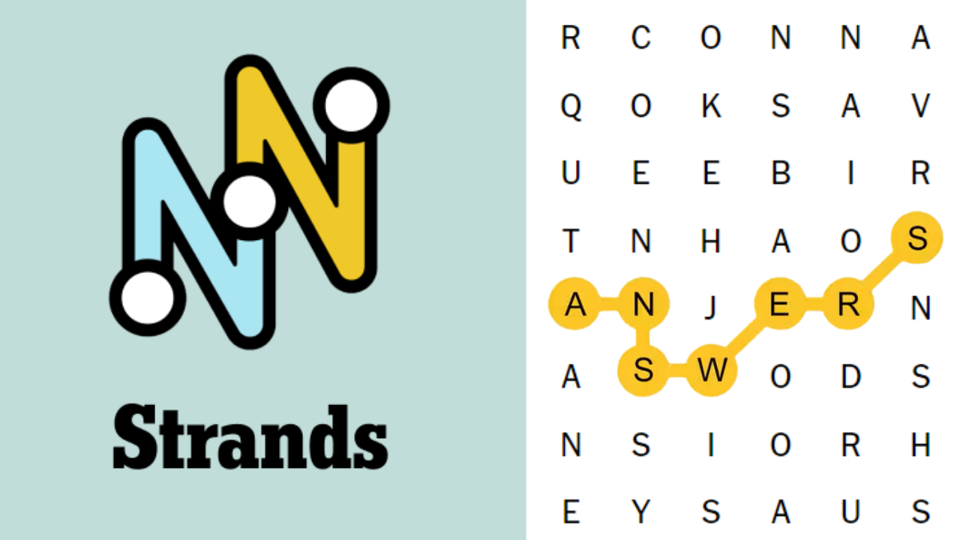 Strands
R C O N N A
Q O K S A V
U E E B I R
T N H A O S
A N J E R N
A S W O D S
N S I O R H
E Y S A U S